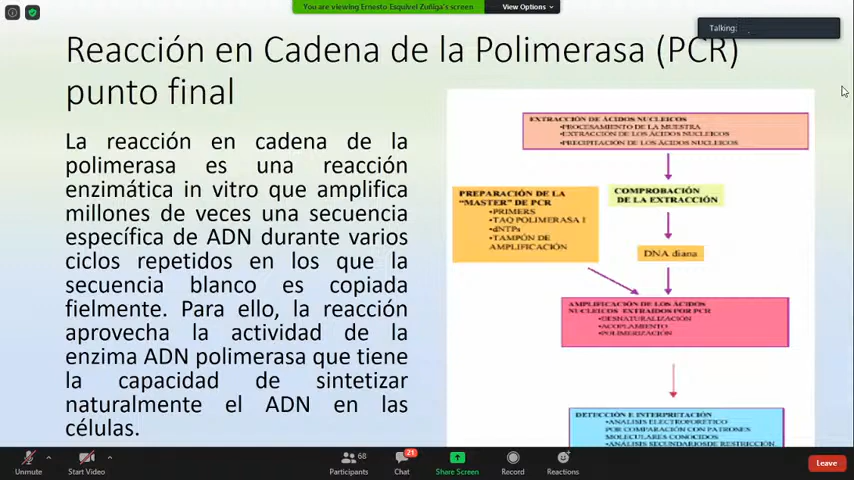 You are viewing Ernesto Esquivel Zuñiga's screen
View Options
Talking:
Reacción en Cadena de la Polimerasa (PCR)
punto final
La reacción en cadena de la
polimerasa es una reacción
enzimática in vitro que amplifica
millones de veces una secuencia
específica de ADN durante varios
ciclos repetidos en los que la
secuencia blanco es copiada
fielmente. Para ello, la reacción
aprovecha la actividad de la
enzima ADN polimerasa que tiene
la capacidad de sintetizar
naturalmente el ADN en las
células.
EXTRACCIÓN DE ÁCIDOS NUCLEICOS
•PROCESAMIENTO DE LA MUESTRA
•EXTRACCIÓN DE LOS ÁCIDOS NUCLEICOS
•PRECIPITACIÓN DE LOS ÁCIDOS NUCLEICOS
PREPARACIÓN DE LA
"MASTER" DE PCR
•PRIMERS
•TAQ POLIMERASA I
•dNTPs
•TAMPÓN DE
AMPLIFICACIÓN
COMPROBACIÓN
DE LA EXTRACCIÓN
DNA diana
AMPLIFICACIÓN DE LOS ÁCIDOS
NUCLEICOS EXTRAIDOS POR PCR
•DESNATURALIZACIÓN
•ACOPLAMIENTO
•POLIMERIZACIÓN
DETECCIÓN E INTERPRETACIÓN
•ANÁLISIS ELECTROFORÉTICO
POR COMPARACIÓN CON PATRONES
MOLECULARES CONOCIDOS
•ANÁLISIS SECUNDARIOS DE RESTRICCIÓN
Unmute
Start Video
68
Participants
21
Chat
Share Screen
Record
Reactions
Leave